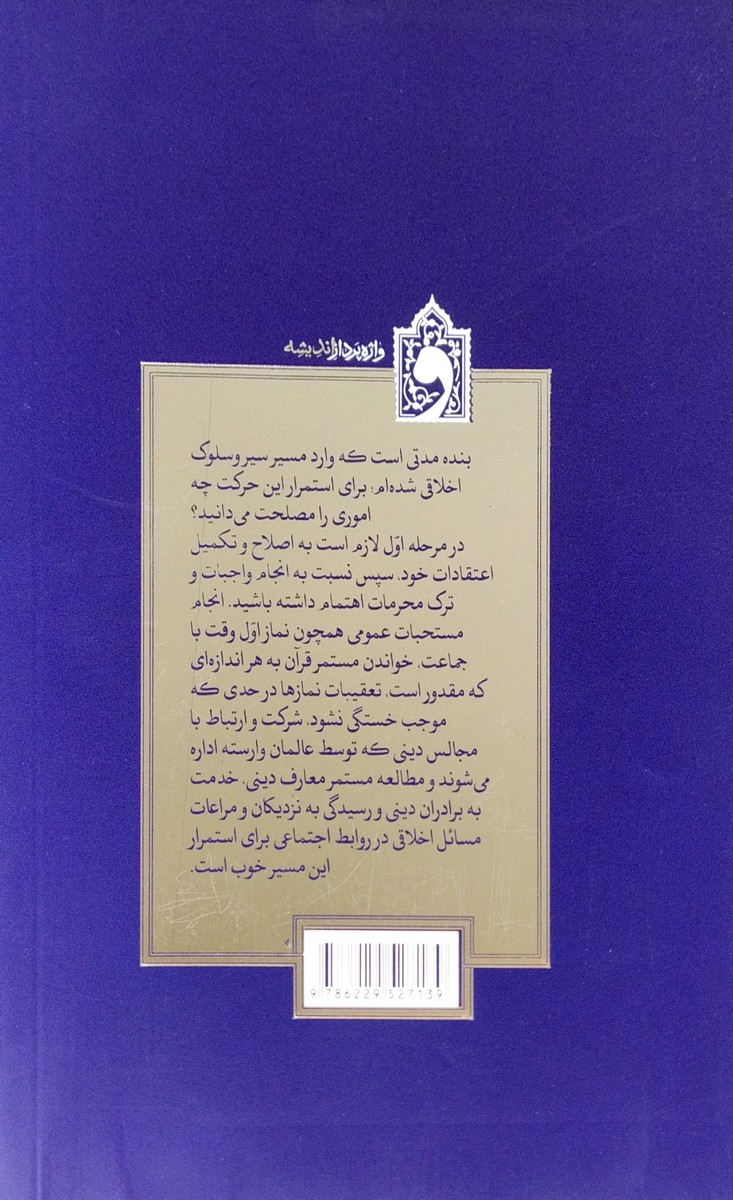 واژه‌پرداز اندیشه
و
بنده مدتی است که وارد مسیر سیر و سلوک
اخلاقی شده‌ام؛ برای استمرار این حرکت چه
اموری را مصلحت می‌دانید؟
در مرحله اوّل لازم است به اصلاح و تکمیل
اعتقادات خود، سپس نسبت به انجام واجبات و
ترک محرمات اهتمام داشته باشید. انجام
مستحبات عمومی همچون نماز اوّل وقت با
جماعت، خواندن مستمر قرآن به هر اندازه‌ای
که مقدور است، تعقیبات نمازها در حدی که
موجب خستگی نشود، شرکت و ارتباط با
مجالس دینی که توسط عالمان وارسته اداره
می‌شوند و مطالعه مستمر معارف دینی، خدمت
به برادران دینی و رسیدگی به نزدیکان و مراعات
مسائل اخلاقی در روابط اجتماعی برای استمرار
این مسیر خوب است.
9 786229 527139